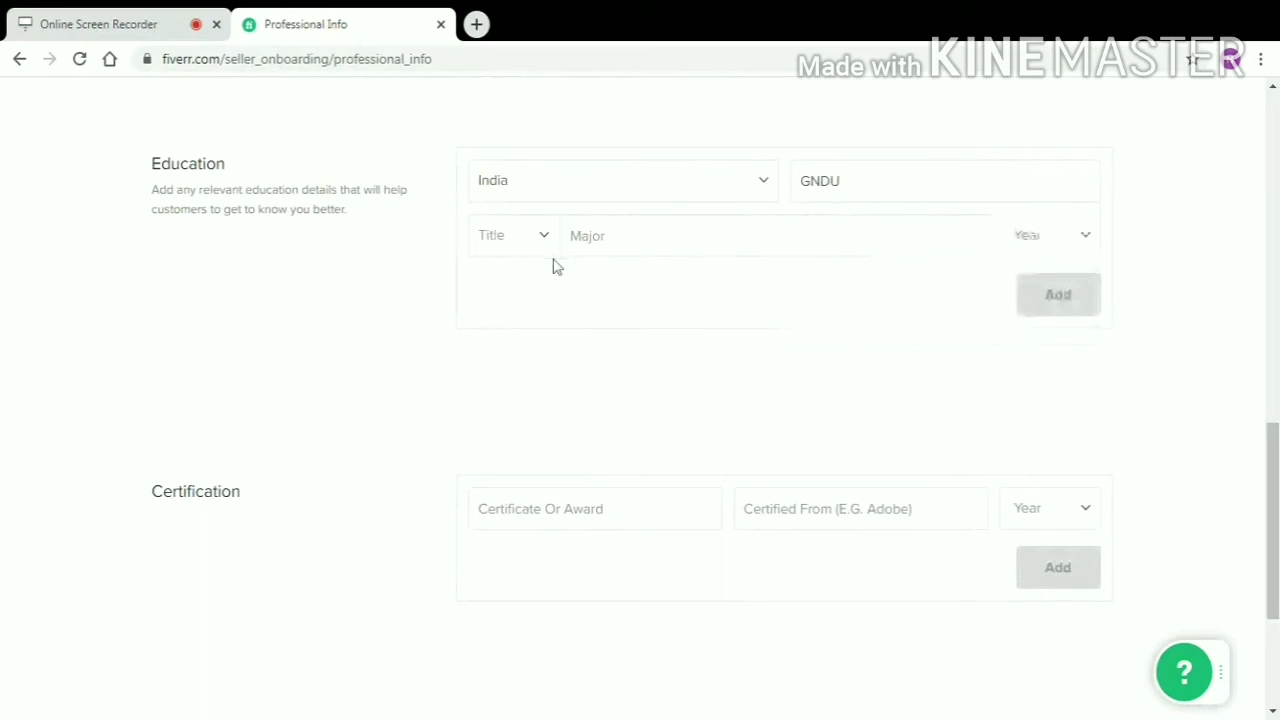 Online Screen Recorder
Professional Info
fiverr.com/seller_onboarding/professional_info
Made with KINEMASTER
Education
Add any relevant education details that will help
customers to get to know you better.
India
GNDU
Title
Major
Year
Add
Certification
Certificate Or Award
Certified From (E.G. Adobe)
Year
Add
?